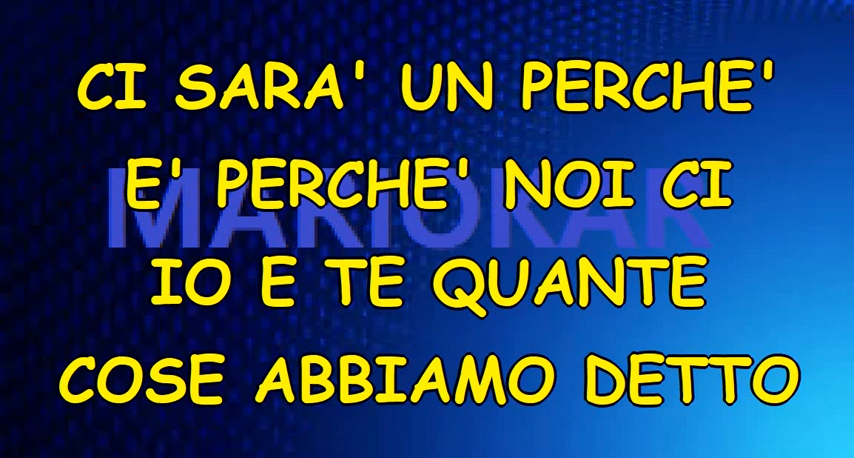 CI SARA' UN PERCHE'
E' PERCHE' NOI CI
MARIOKAR
IO E TE QUANTE
COSE ABBIAMO DETTO